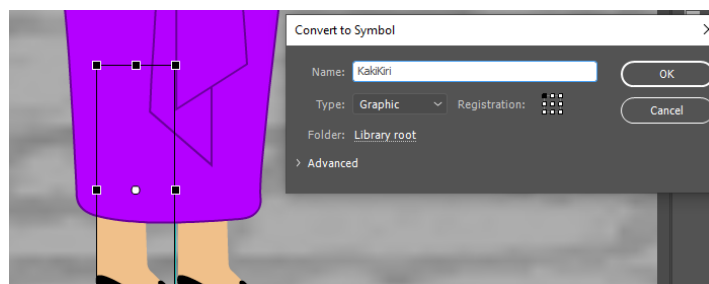 Convert to Symbol
Name: KakiKiri
OK
Type: Graphic Registration:
Cancel
Folder: Library root
Advanced